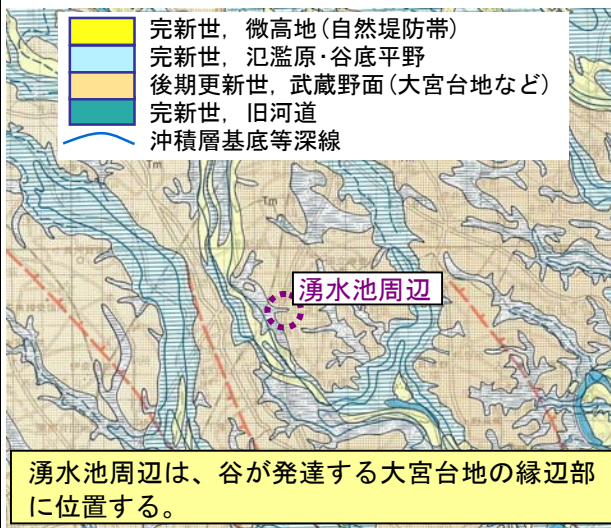 完新世，微高地（自然堤防帯）
完新世，氾濫原・谷底平野
後期更新世，武蔵野面（大宮台地など）
完新世，旧河道
沖積層基底等深線
Tm
Tm
湧水池周辺
湧水池周辺は、谷が発達する大宮台地の縁辺部
に位置する。